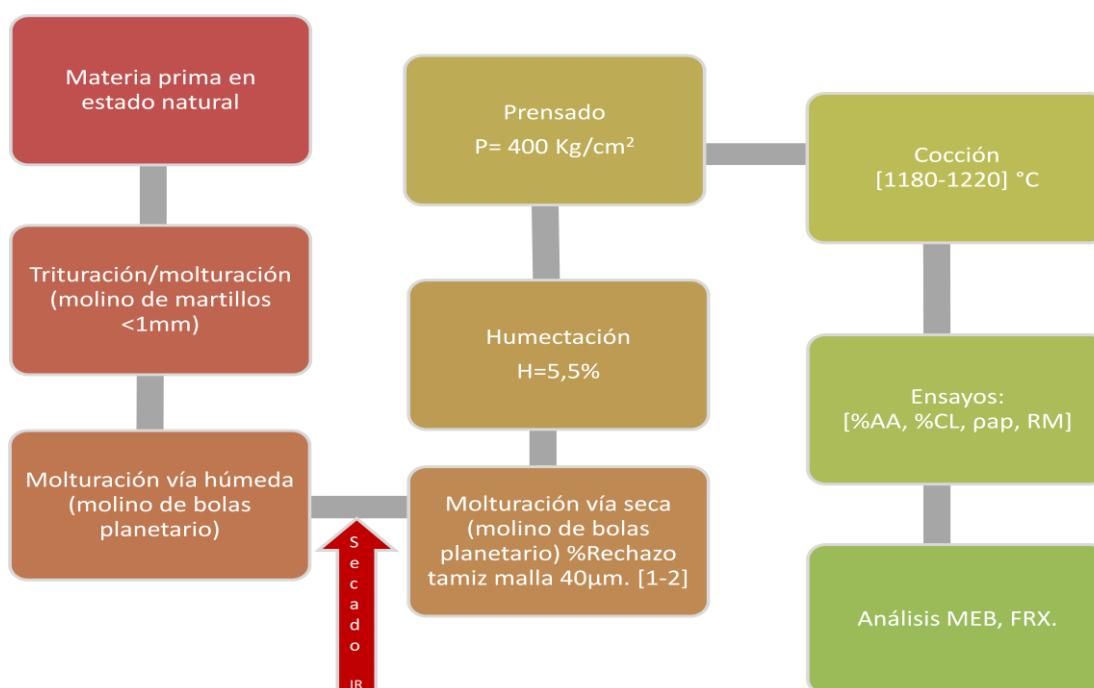 Materia prima en
estado natural
Trituración/molturación
(molino de martillos
<1mm)
Molturación vía húmeda
(molino de bolas
planetario)
Secado IR
Molturación vía seca
(molino de bolas
planetario) %Rechazo
tamiz malla 40µm. [1-2]
Humectación
H=5,5%
Prensado
P= 400 Kg/cm²
Cocción
[1180-1220] °C
Ensayos:
[%AA, %CL, ρap, RM]
Análisis MEB, FRX.